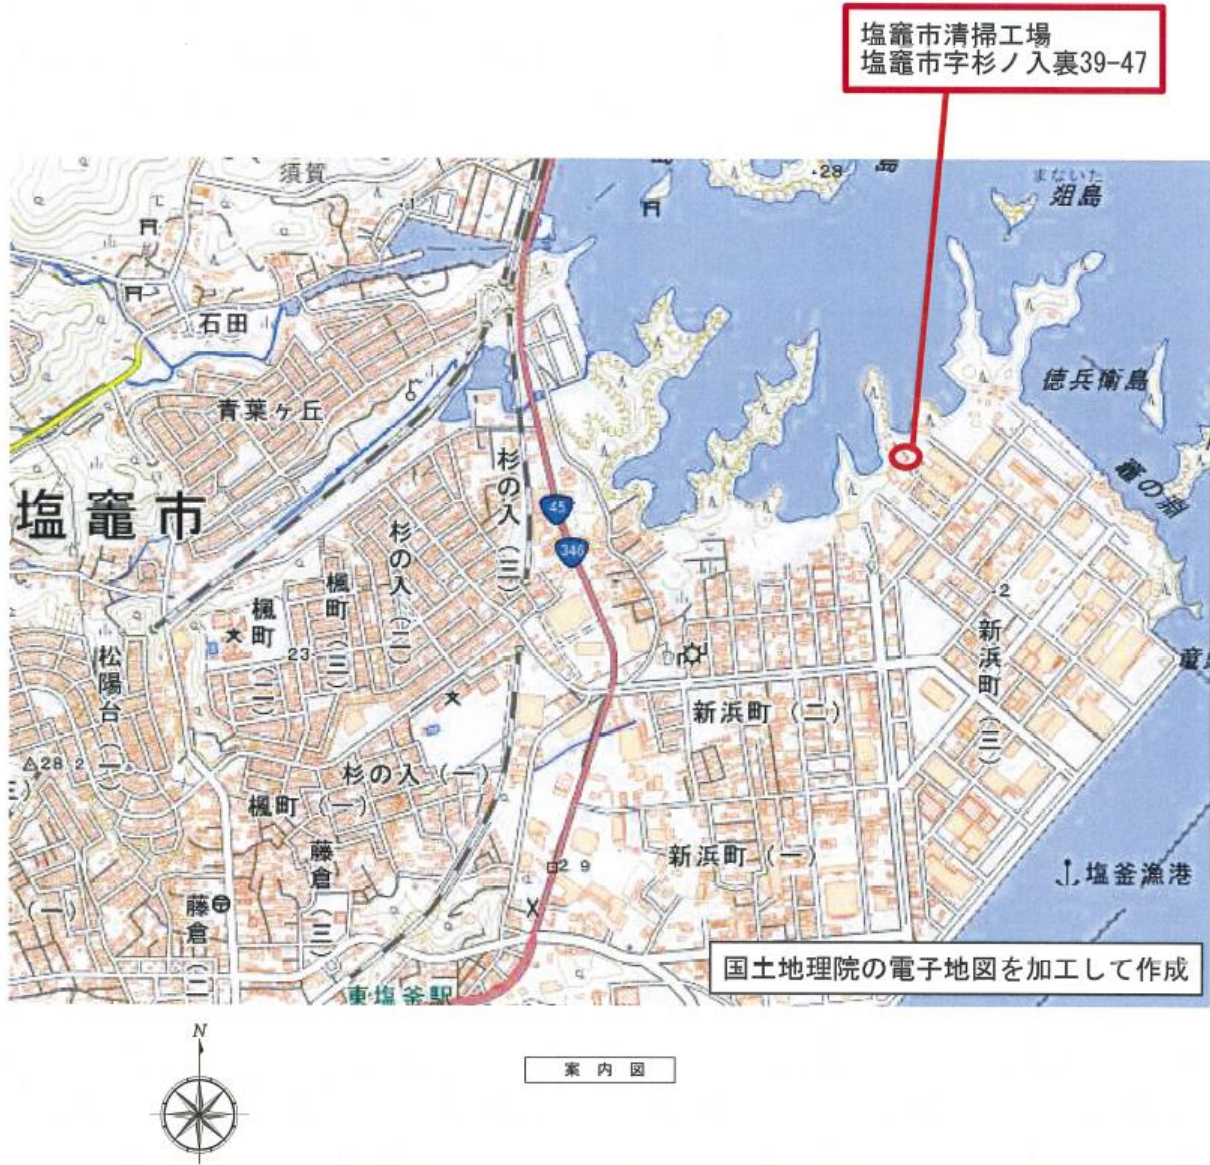 塩竈市清掃工場
塩竈市字杉ノ入裏39-47
須賀
島
・28
島
まないた
俎島
石田
青葉ヶ丘
徳兵衛島
塩竈市
杉の入（三）
45
346
杉の入（二）
楓町（三）
楓町（二）
23
松陽台（一）
2
新浜町（三）
新浜町（二）
28 2
杉の入（一）
楓町（一）
藤倉（三）
新浜町（一）
2 9
塩釜漁港
（一）
藤倉（二）
東塩釜駅
国土地理院の電子地図を加工して作成
N
案内図